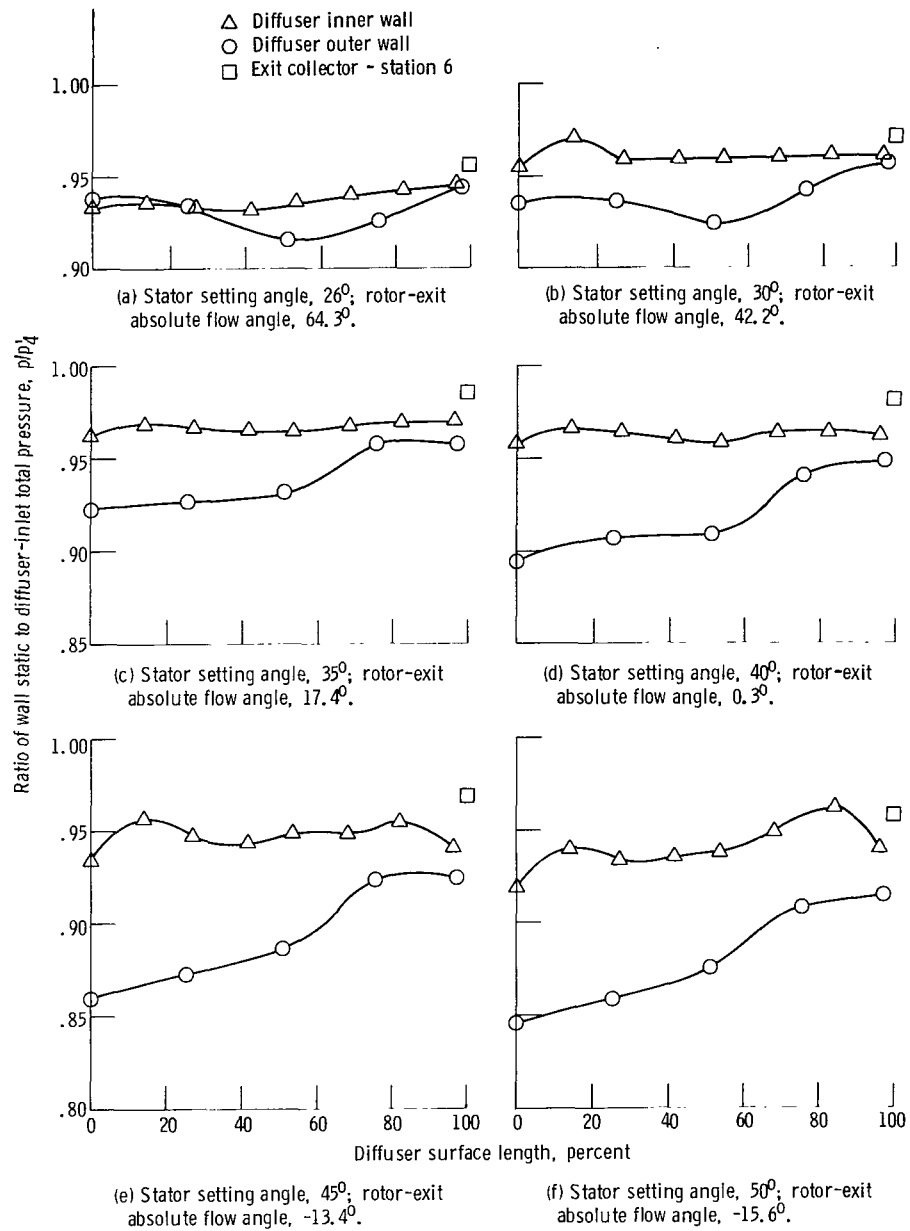 Diffuser inner wall
Diffuser outer wall
Exit collector - station 6
1.00
.95
.90
(a) Stator setting angle, 26⁰; rotor-exit
absolute flow angle, 64.3⁰.
(b) Stator setting angle, 30⁰; rotor-exit
absolute flow angle, 42.2⁰.
Ratio of wall static to diffuser-inlet total pressure, p/p'4
1.00
.95
.90
.85
(c) Stator setting angle, 35⁰; rotor-exit
absolute flow angle, 17.4⁰.
(d) Stator setting angle, 40⁰; rotor-exit
absolute flow angle, 0.3⁰.
1.00
.95
.90
.85
.80
0 20 40 60 80 100 0 20 40 60 80 100
Diffuser surface length, percent
(e) Stator setting angle, 45⁰; rotor-exit
absolute flow angle, -13.4⁰.
(f) Stator setting angle, 50⁰; rotor-exit
absolute flow angle, -15.6⁰.